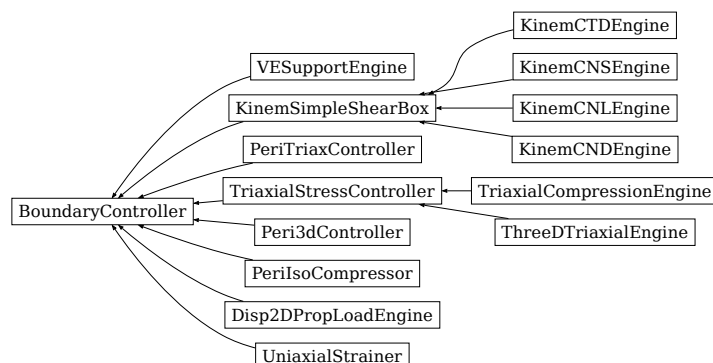 KinemCTDEngine
VESupportEngine
KinemCNSEngine
KinemSimpleShearBox
KinemCNLEngine
PeriTriaxController
KinemCNDEngine
TriaxialStressController
TriaxialCompressionEngine
BoundaryController
Peri3dController
ThreeDTriaxialEngine
PeriIsoCompressor
Disp2DPropLoadEngine
UniaxialStrainer